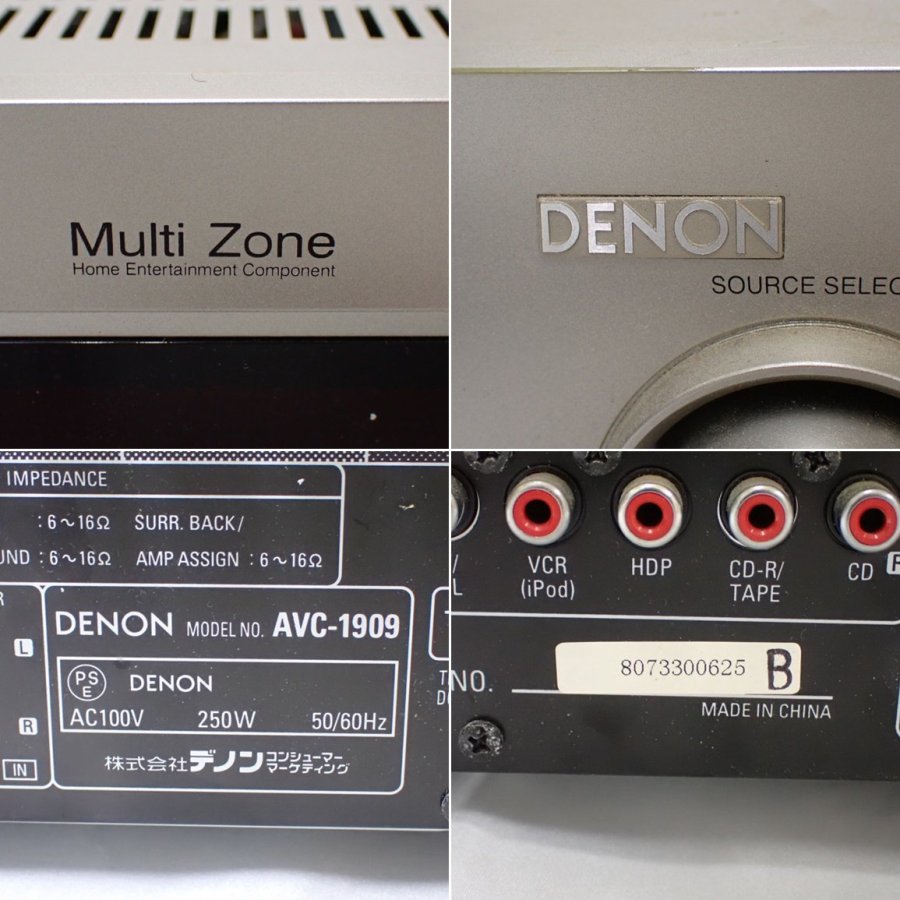 Multi Zone
Home Entertainment Component
DENON
SOURCE SELEC
IMPEDANCE
: 6～16Ω SURR. BACK/
UND : 6～16Ω AMP ASSIGN : 6～16Ω
L
R
IN
DENON MODEL NO. AVC-1909
PS
E
DENON
AC100V 250W 50/60Hz
株式会社デノン コンシューマー
マーケティング
VCR
(iPod)
HDP
CD-R/
TAPE
CD
NO.
8073300625 B
MADE IN CHINA